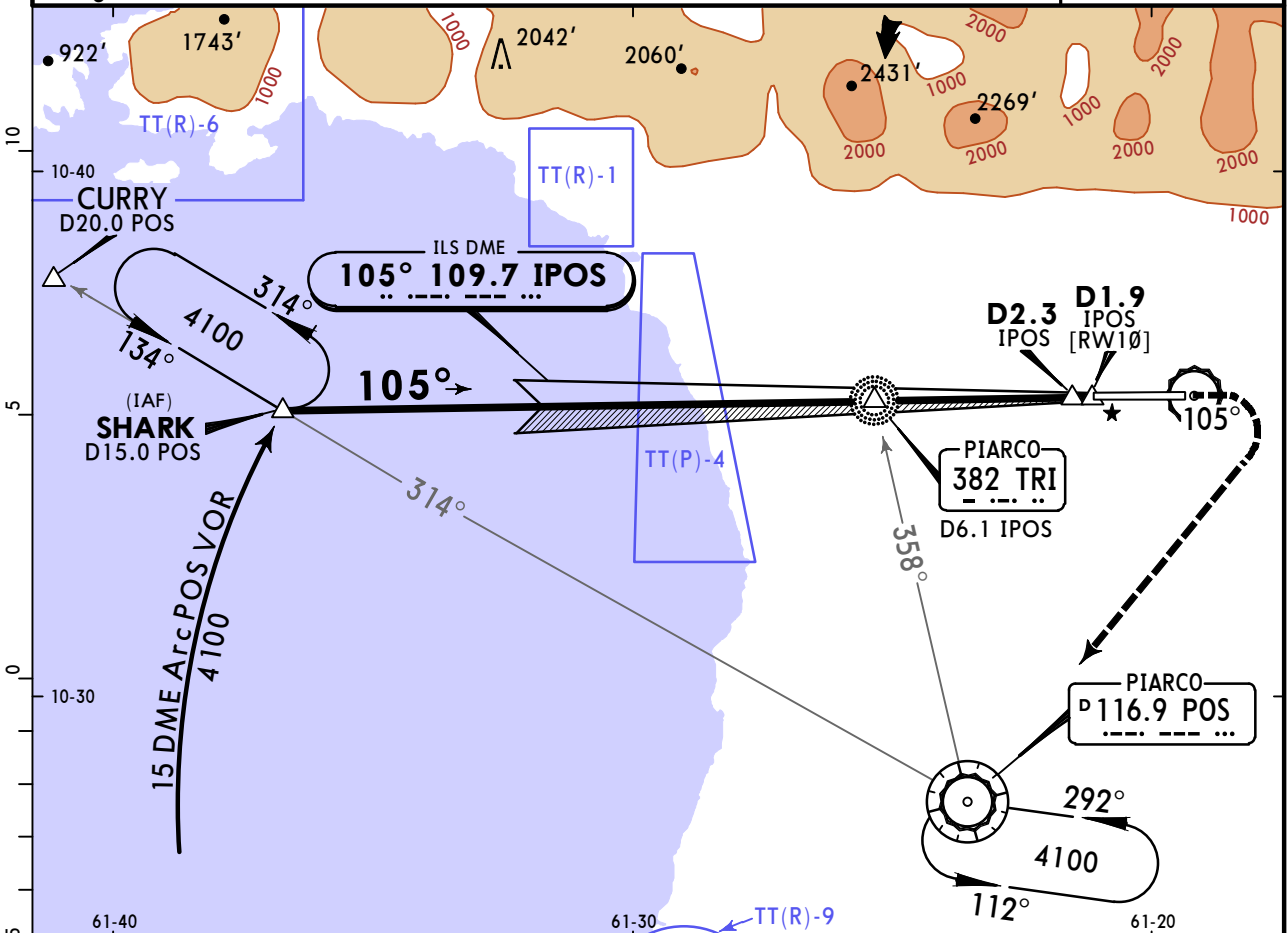 922'
1743'
1000
1000
2042'
2060'
2431'
2269'
2000
1000
1000
2000
2000
2000
2000
2000
1000
TT(R)-6
TT(R)-1
10
10-40
CURRY
D20.0 POS
ILS DME
105° 109.7 IPOS
314°
4100
134°
105°
(IAF)
SHARK
D15.0 POS
5
D2.3
IPOS
D1.9
IPOS
[RW1Ø]
105°
TT(P)-4
PIARCO
382 TRI
D6.1 IPOS
314°
358°
15 DME Arc POS VOR
4100
0
10-30
PIARCO
D 116.9 POS
292°
4100
112°
61-40
61-30
61-20
TT(R)-9